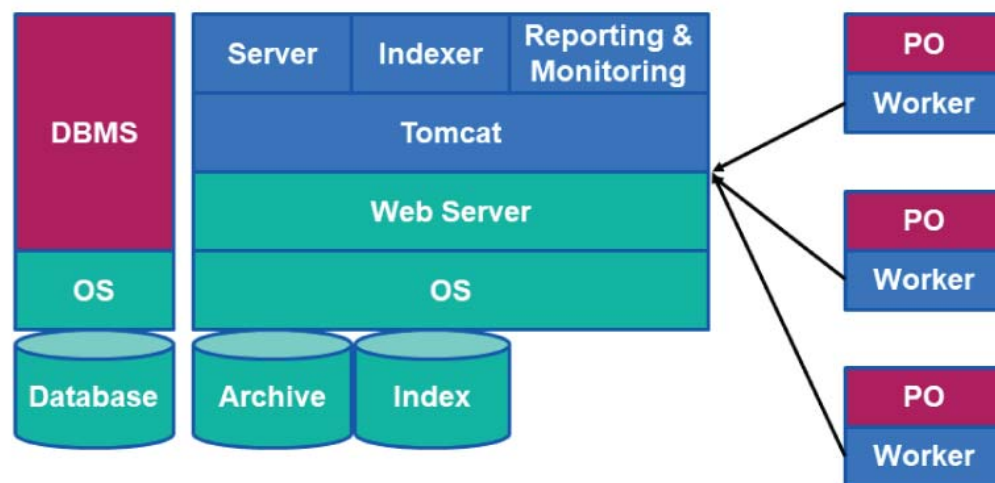 DBMS
OS
Database
Server
Indexer
Reporting &
Monitoring
Tomcat
Web Server
OS
Archive
Index
PO
Worker
PO
Worker
PO
Worker